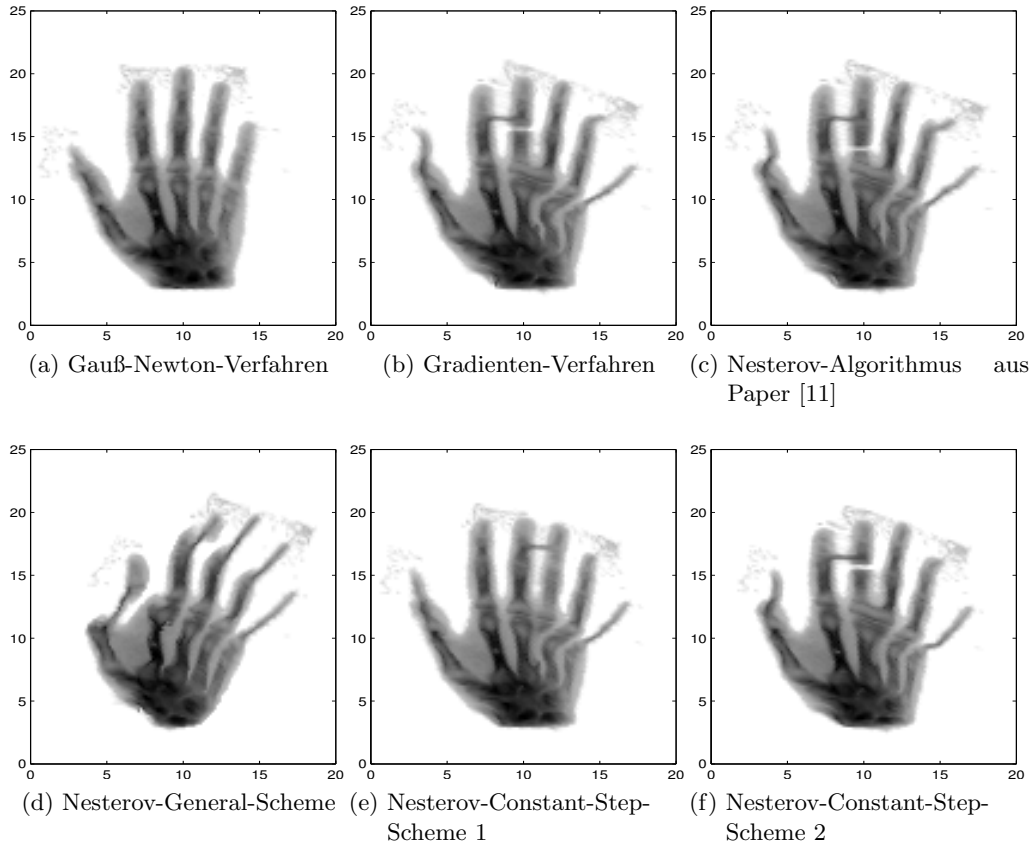 25
20
15
10
5
0
0 5 10 15 20
(a) Gauß-Newton-Verfahren
25
20
15
10
5
0
0 5 10 15 20
(b) Gradienten-Verfahren
25
20
15
10
5
0
0 5 10 15 20
(c) Nesterov-Algorithmus aus
Paper [11]
25
20
15
10
5
0
0 5 10 15 20
(d) Nesterov-General-Scheme
25
20
15
10
5
0
0 5 10 15 20
(e) Nesterov-Constant-Step-
Scheme 1
25
20
15
10
5
0
0 5 10 15 20
(f) Nesterov-Constant-Step-
Scheme 2